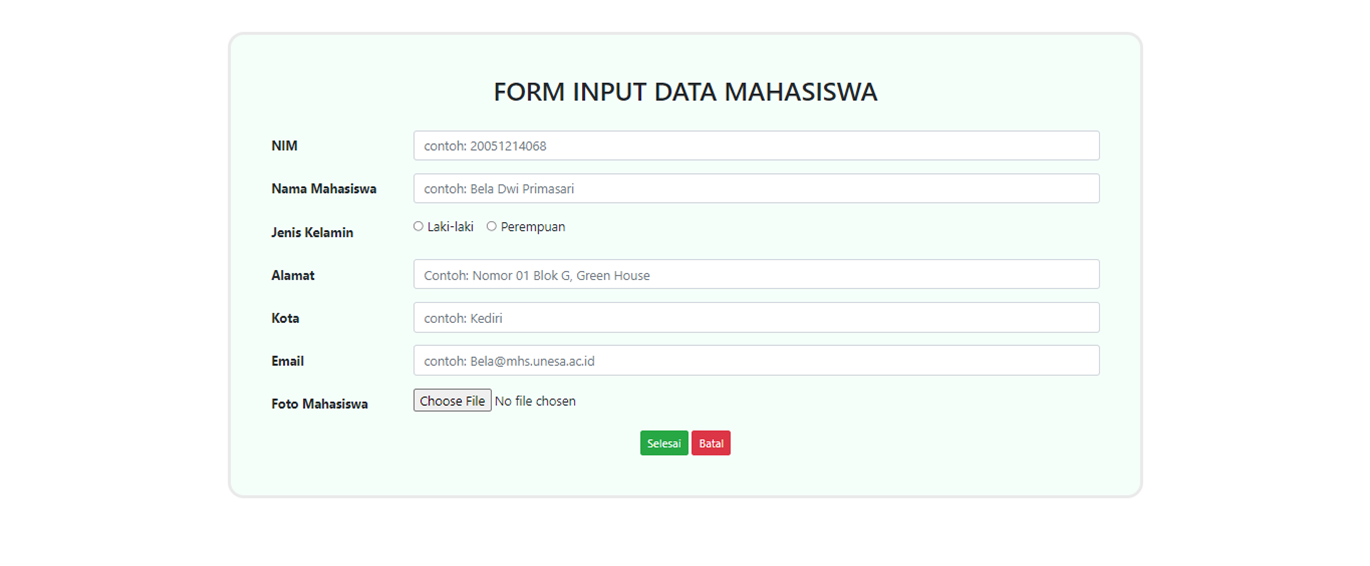 FORM INPUT DATA MAHASISWA
NIM contoh: 20051214068
Nama Mahasiswa contoh: Bela Dwi Primasari
Jenis Kelamin Laki-laki Perempuan
Alamat Contoh: Nomor 01 Blok G, Green House
Kota contoh: Kediri
Email contoh: Bela@mhs.unesa.ac.id
Foto Mahasiswa Choose File No file chosen
Selesai Batal